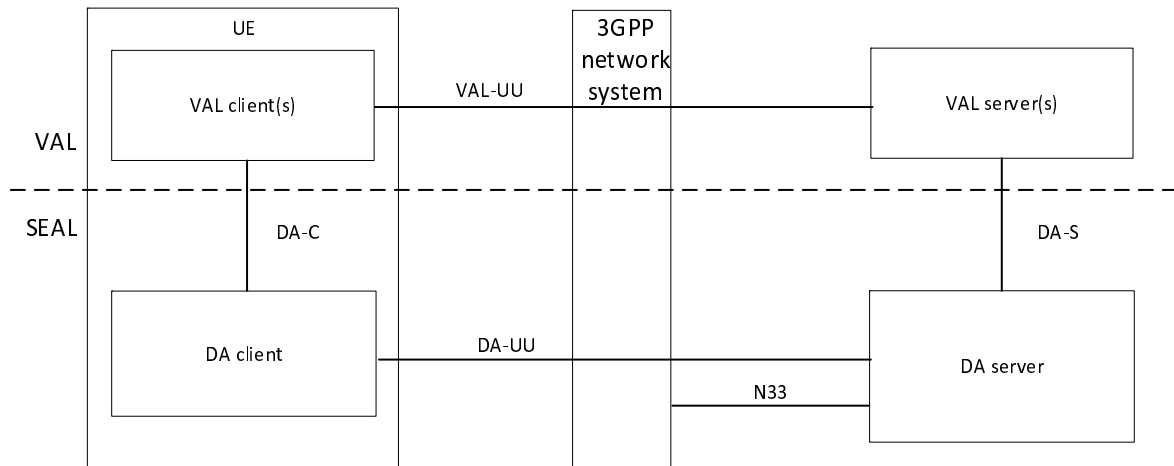 UE
3GPP
network
system
VAL client(s)
VAL-UU
VAL server(s)
VAL
SEAL
DA-C
DA-S
DA client
DA-UU
DA server
N33